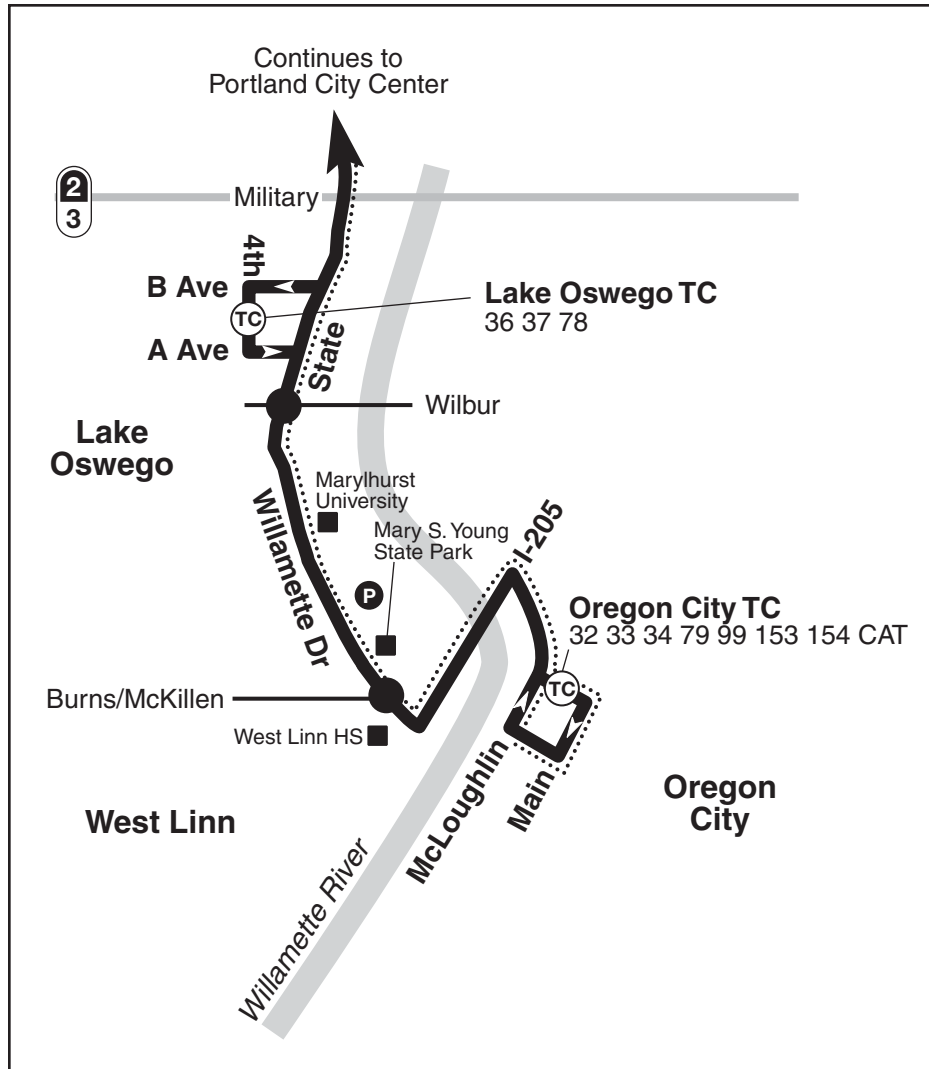 Continues to
Portland City Center
2
3
Military
4th
B Ave
TC
A Ave
Lake Oswego TC
36 37 78
State
Wilbur
Lake
Oswego
Marylhurst
University
Mary S. Young
State Park
Willamette Dr
P
I-205
Oregon City TC
32 33 34 79 99 153 154 CAT
TC
Burns/McKillen
West Linn HS
McLoughlin
Main
Oregon
City
West Linn
Willamette River